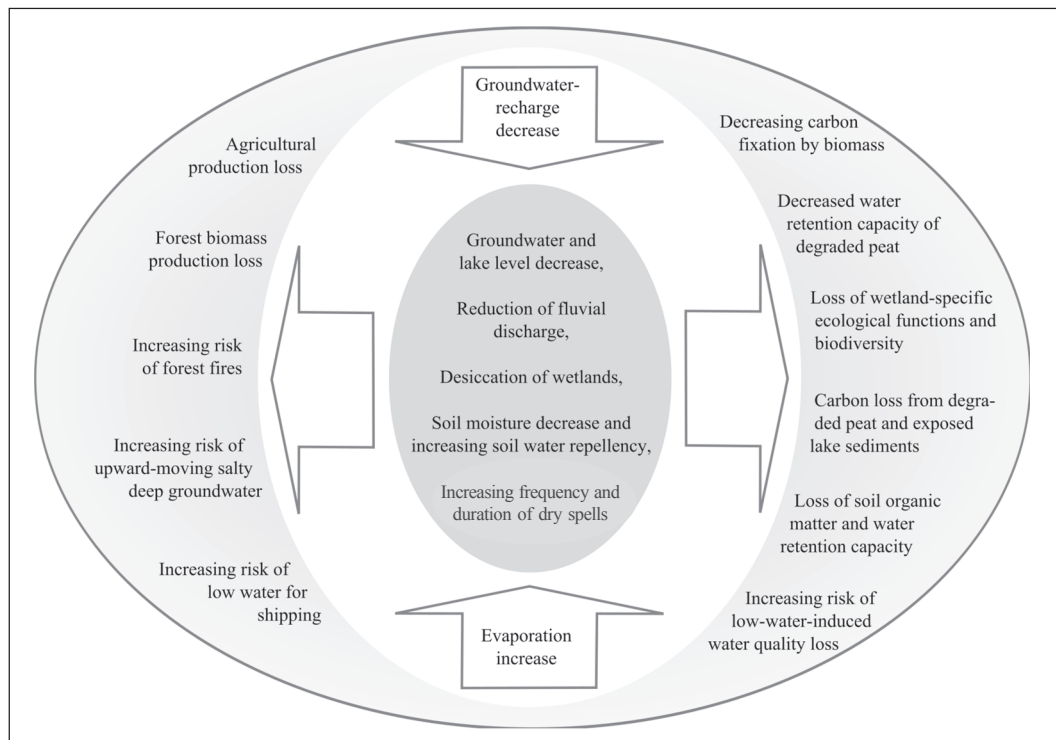 Groundwater-
recharge
decrease
Agricultural
production loss
Forest biomass
production loss
Increasing risk
of forest fires
Increasing risk of
upward-moving salty
deep groundwater
Increasing risk of
low water for
shipping
Groundwater and
lake level decrease,
Reduction of fluvial
discharge,
Desiccation of wetlands,
Soil moisture decrease and
increasing soil water repellency,
Increasing frequency and
duration of dry spells
Decreasing carbon
fixation by biomass
Decreased water
retention capacity of
degraded peat
Loss of wetland-specific
ecological functions and
biodiversity
Carbon loss from degra-
ded peat and exposed
lake sediments
Loss of soil organic
matter and water
retention capacity
Increasing risk of
low-water-induced
water quality loss
Evaporation
increase